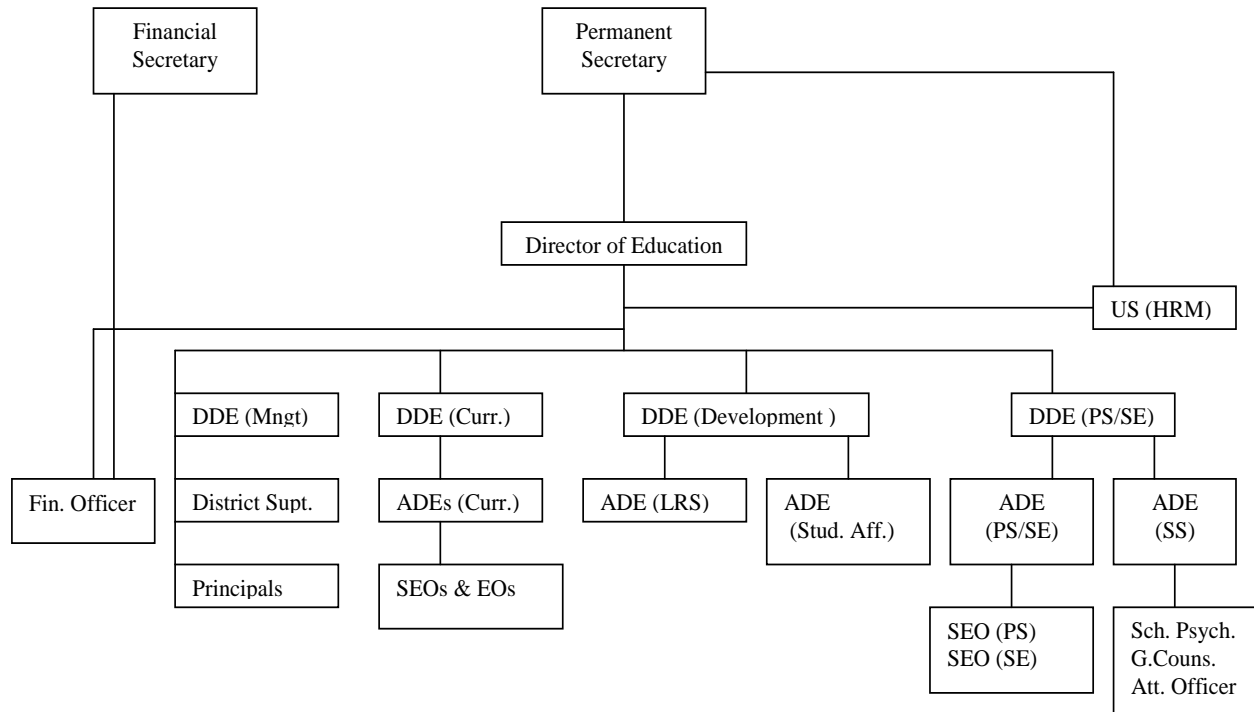 Financial
Secretary
Permanent
Secretary
Director of Education
US (HRM)
DDE (Mngt)
DDE (Curr.)
DDE (Development )
DDE (PS/SE)
Fin. Officer
District Supt.
ADEs (Curr.)
ADE (LRS)
ADE
(Stud. Aff.)
ADE
(PS/SE)
ADE
(SS)
Principals
SEOs & EOs
SEO (PS)
SEO (SE)
Sch. Psych.
G.Couns.
Att. Officer